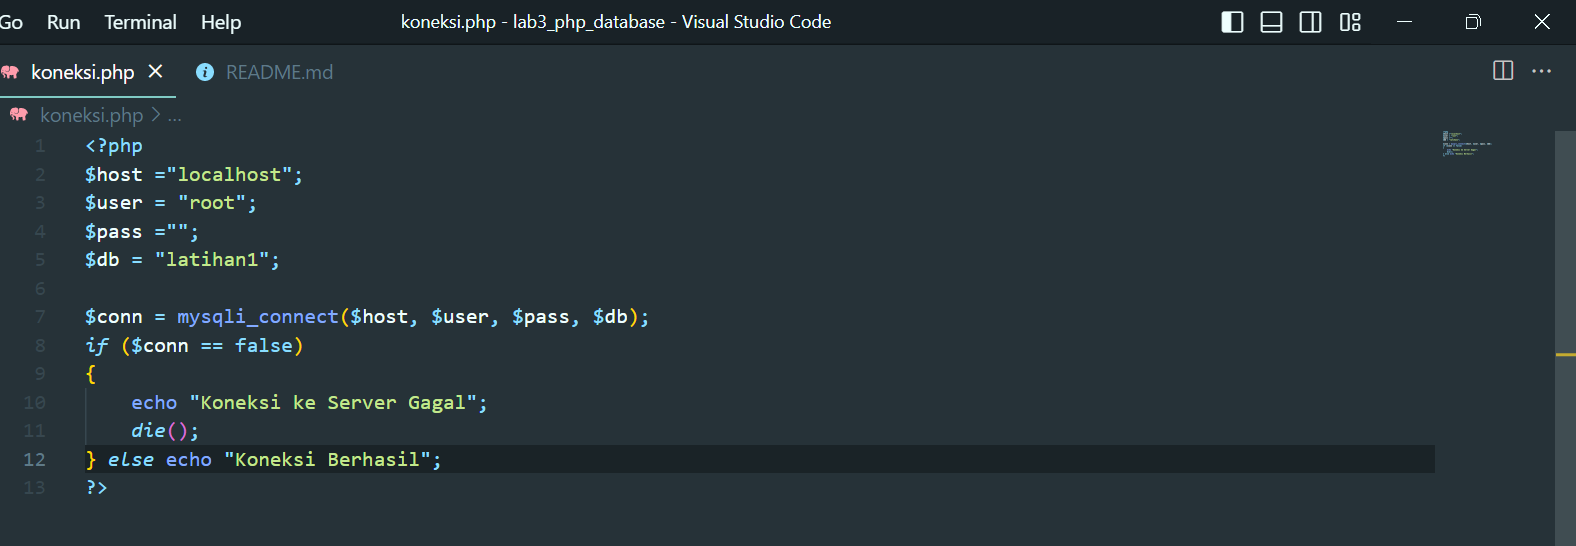 Go Run Terminal Help koneksi.php - lab3_php_database - Visual Studio Code
koneksi.php README.md
koneksi.php > ...
1 <?php
2 $host ="localhost";
3 $user = "root";
4 $pass ="";
5 $db = "latihan1";
6
7 $conn = mysqli_connect($host, $user, $pass, $db);
8 if ($conn == false)
9 {
10 echo "Koneksi ke Server Gagal";
11 die();
12 } else echo "Koneksi Berhasil";
13 ?>